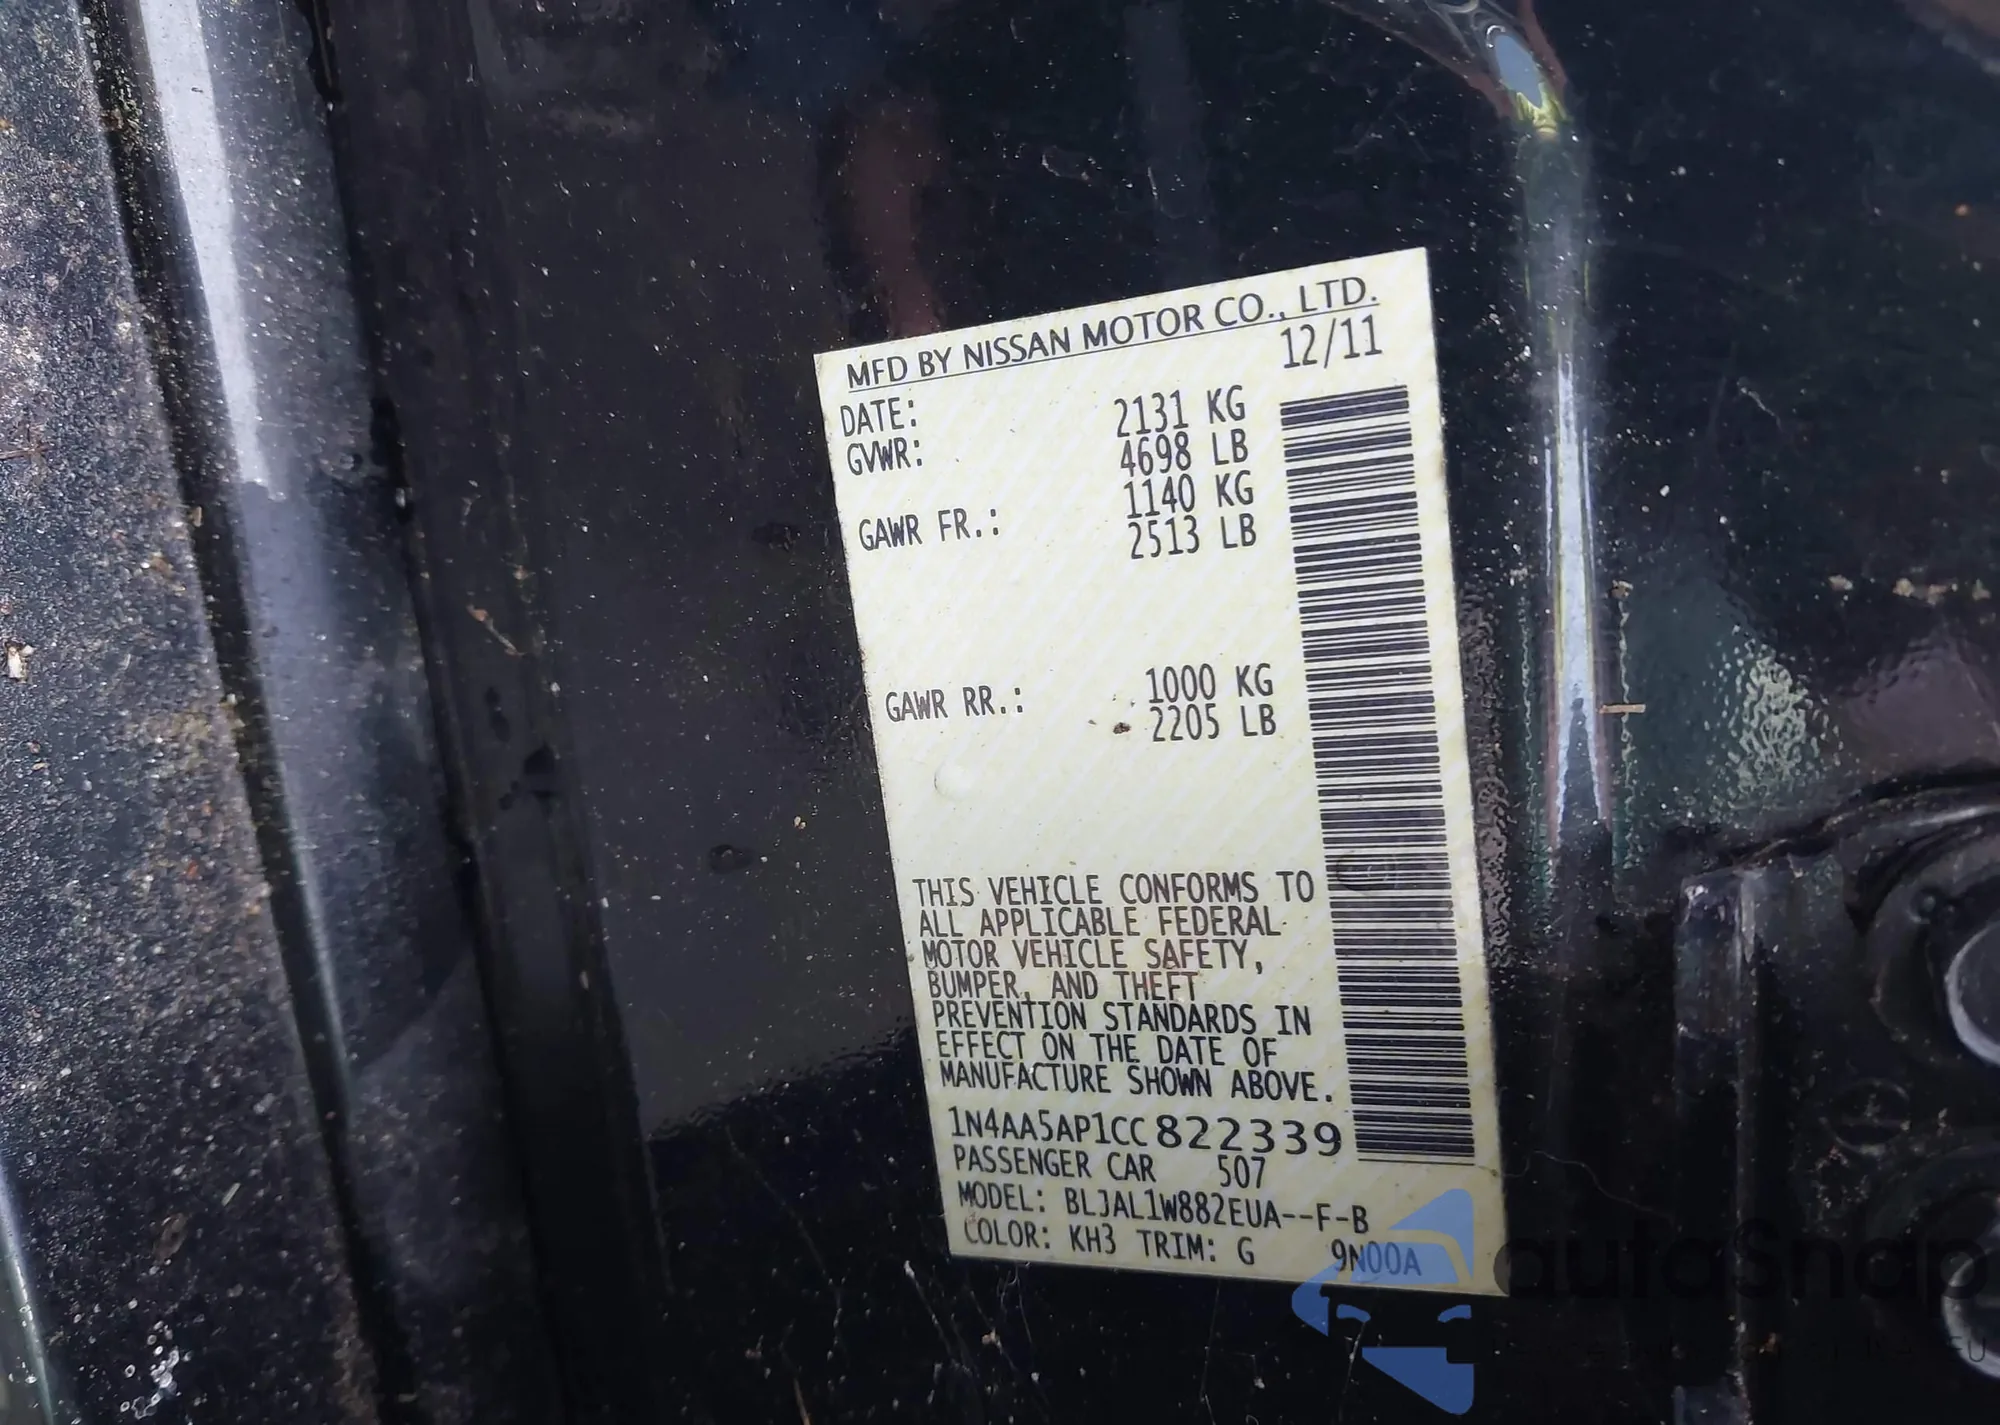 MFD BY NISSAN MOTOR CO., LTD.
DATE: 12/11
GVWR: 2131 KG
4698 LB
GAWR FR.: 1140 KG
2513 LB
GAWR RR.: 1000 KG
2205 LB
THIS VEHICLE CONFORMS TO
ALL APPLICABLE FEDERAL
MOTOR VEHICLE SAFETY,
BUMPER, AND THEFT
PREVENTION STANDARDS IN
EFFECT ON THE DATE OF
MANUFACTURE SHOWN ABOVE.
1N4AA5AP1CC822339
PASSENGER CAR 507
MODEL: BLJAL1W882EUA--F-B
COLOR: KH3 TRIM: G 9N00A
autosnap